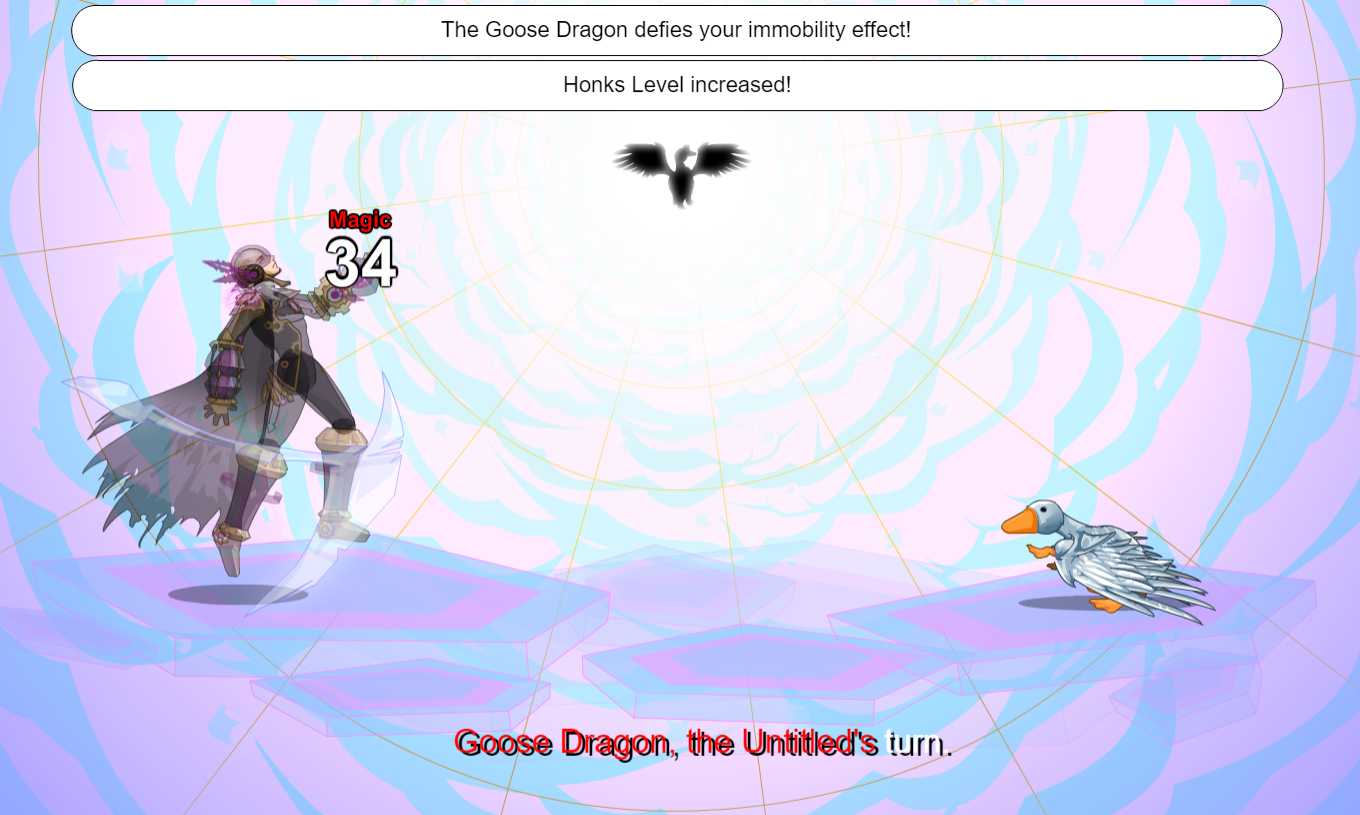 The Goose Dragon defies your immobility effect!
Honks Level increased!
Magic
34
Goose Dragon, the Untitled's turn.